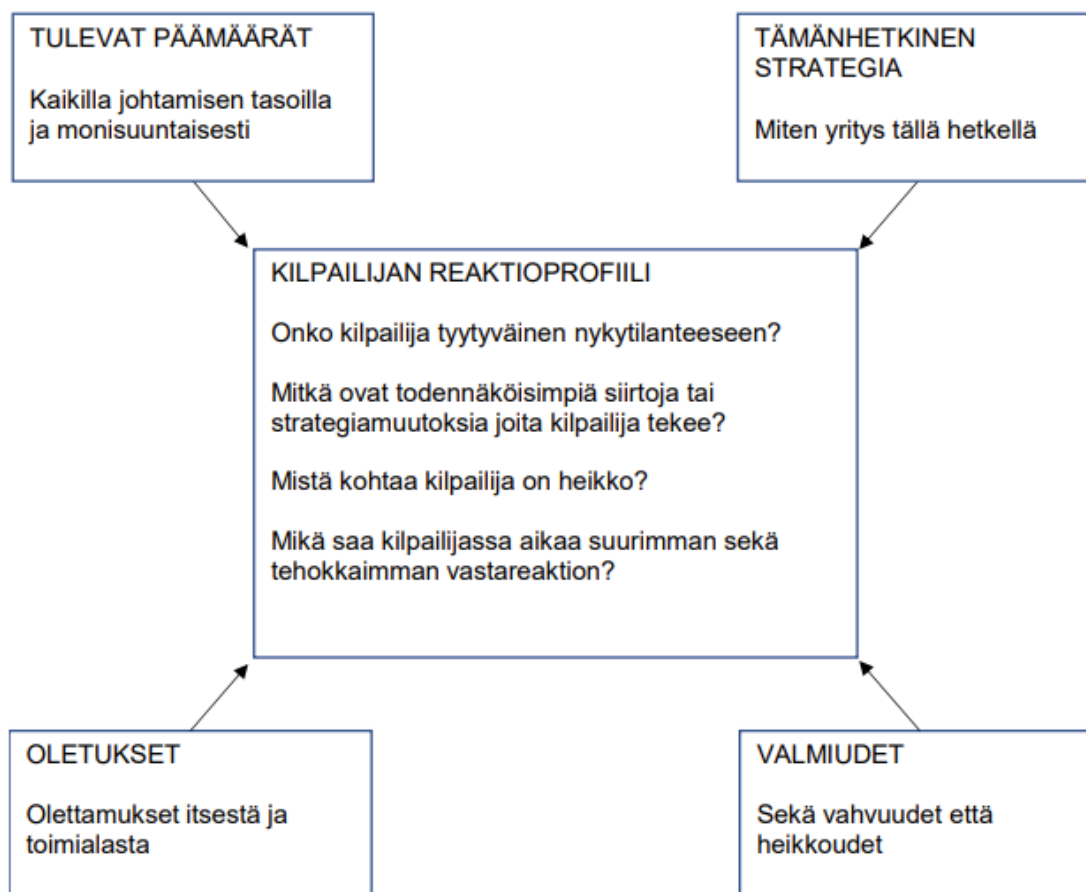 TULEVAT PÄÄMÄÄRÄT
Kaikilla johtamisen tasoilla
ja monisuuntaisesti
TÄMÄNHETKINEN
STRATEGIA
Miten yritys tällä hetkellä
KILPAILIJAN REAKTIOPROFIILI
Onko kilpailija tyytyväinen nykytilanteeseen?
Mitkä ovat todennäköisimpiä siirtoja tai
strategiamuutoksia joita kilpailija tekee?
Mistä kohtaa kilpailija on heikko?
Mikä saa kilpailijassa aikaa suurimman sekä
tehokkaimman vastareaktion?
OLETUKSET
Olettamukset itsestä ja
toimialasta
VALMIUDET
Sekä vahvuudet että
heikkoudet